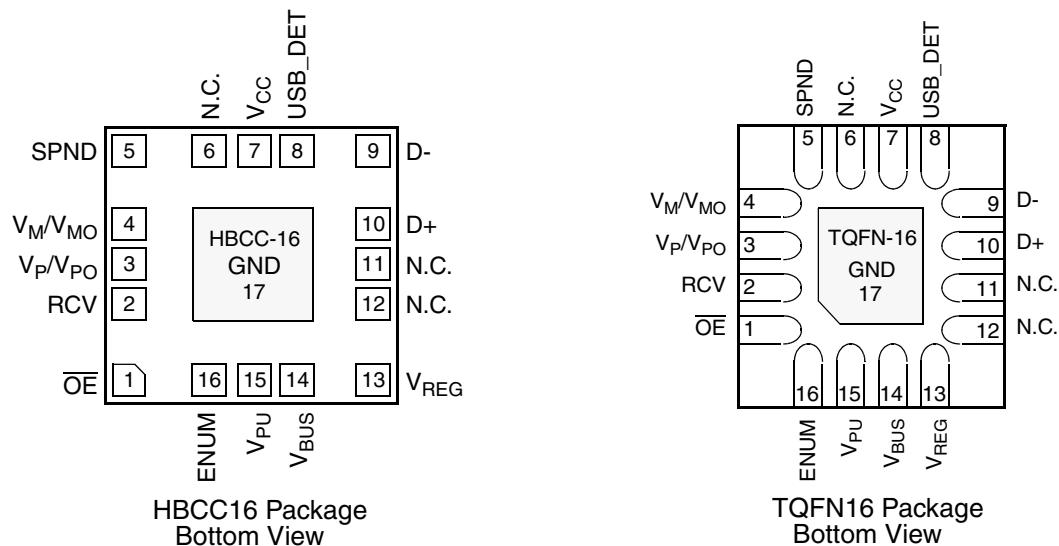 N.C.
VCC
USB_DET
SPND
5
6
7
8
9
D-
VM/VMO
4
10
D+
VP/VPO
3
11
N.C.
RCV
2
12
N.C.
HBCC-16
GND
17
OE
1
16
15
14
13
VREG
ENUM
VPU
VBUS
HBCC16 Package
Bottom View
SPND
N.C.
VCC
USB_DET
5
6
7
8
VM/VMO
4
9
D-
VP/VPO
3
10
D+
RCV
2
11
N.C.
OE
1
12
N.C.
TQFN-16
GND
17
16
15
14
13
ENUM
VPU
VBUS
VREG
TQFN16 Package
Bottom View